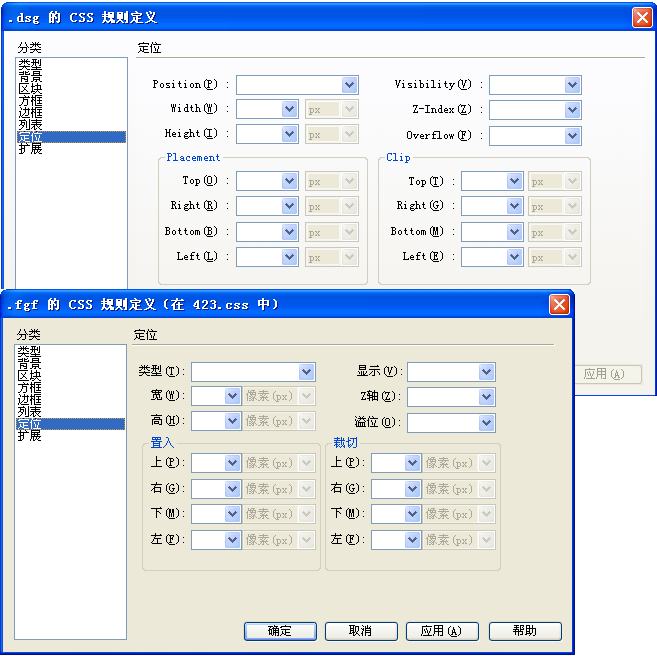 .dsg 的 CSS 规则定义
分类
定位
类型
背景
区块
方框
边框
列表
定位
扩展
Position(P) :
Visibility(V) :
Width(W) :
px
Z-Index(Z) :
Height(I) :
px
Overflow(F) :
Placement
Clip
Top(O) :
px
Top(T) :
px
Right(R) :
px
Right(G) :
px
Bottom(B) :
px
Bottom(M) :
px
Left(L) :
px
Left(E) :
px
应用(A)
.fgf 的 CSS 规则定义(在 423.css 中)
分类
定位
类型
背景
区块
方框
边框
列表
定位
扩展
类型(T):
显示(V):
宽(W):
像素(px)
Z轴(Z):
高(H):
像素(px)
溢位(O):
置入
裁切
上(P):
像素(px)
上(P):
像素(px)
右(G):
像素(px)
右(G):
像素(px)
下(M):
像素(px)
下(M):
像素(px)
左(F):
像素(px)
左(F):
像素(px)
确定
取消
应用(A)
帮助